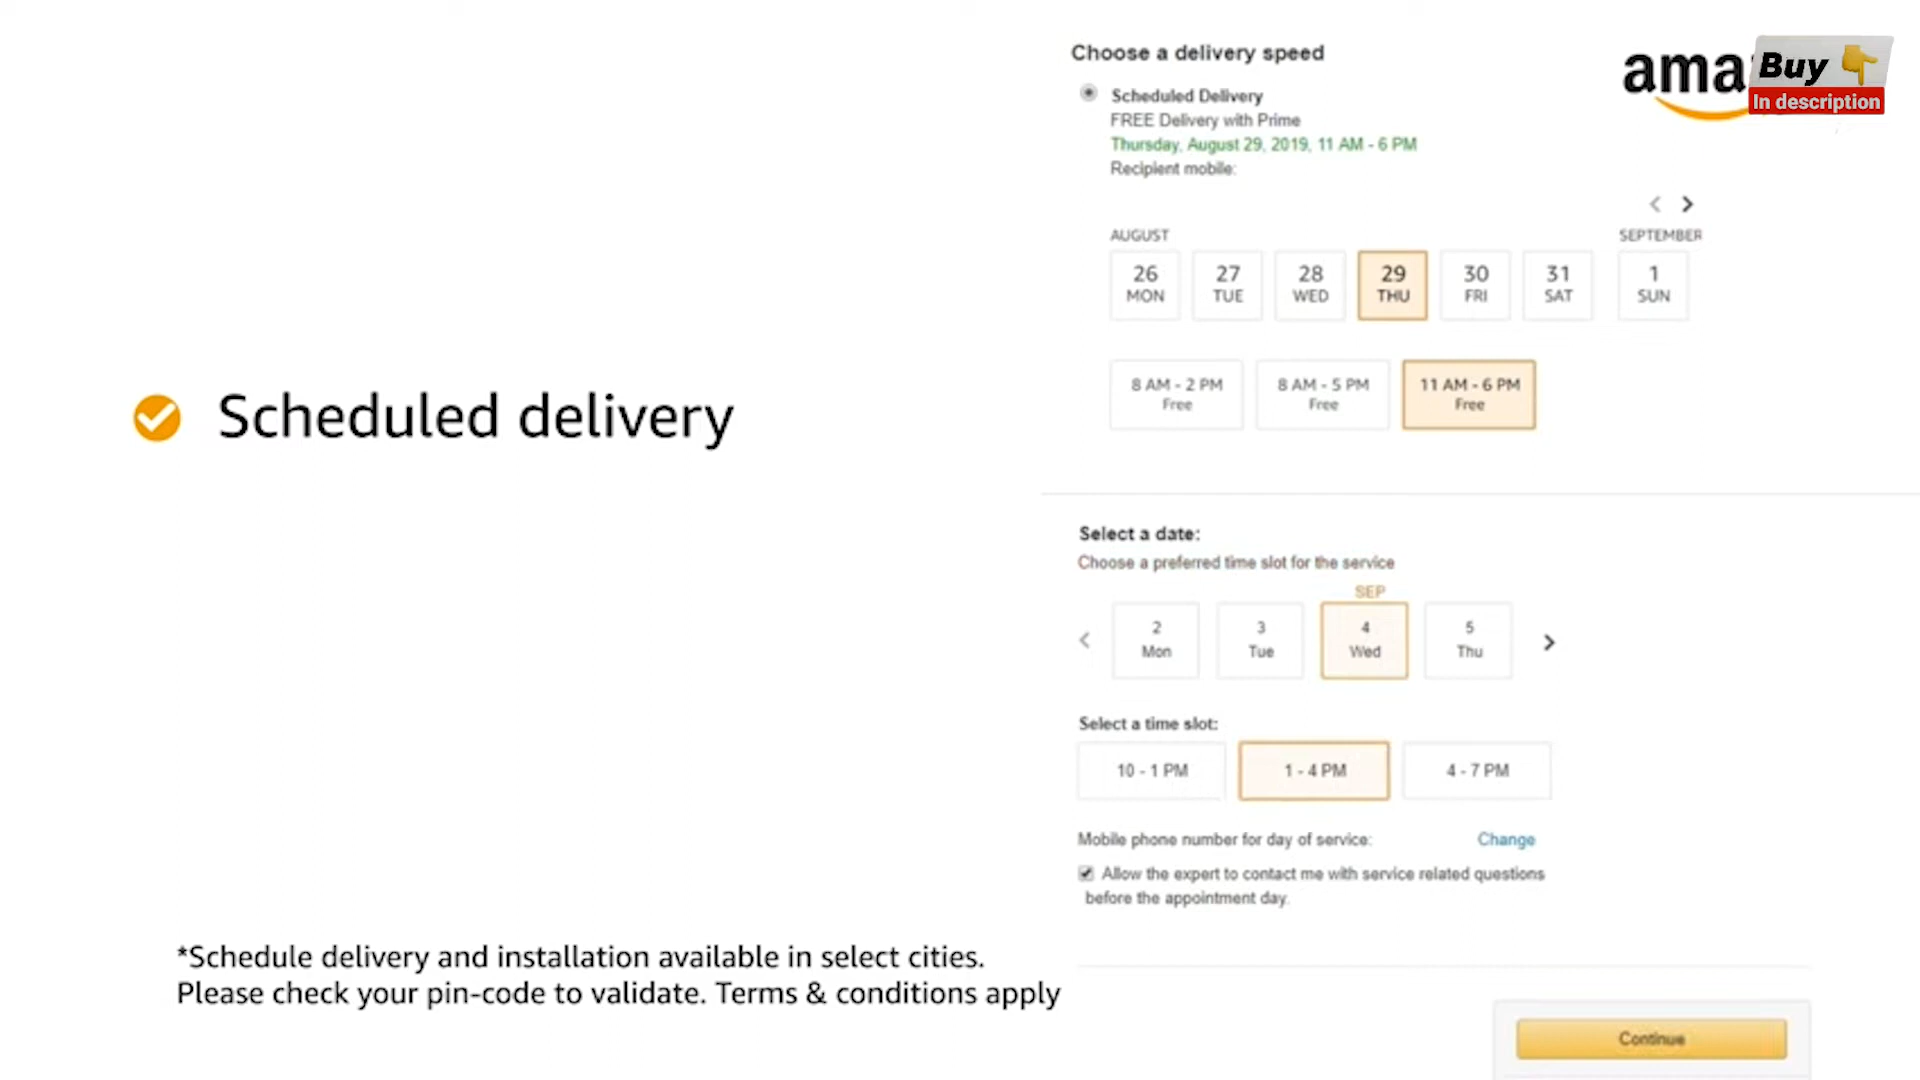 Choose a delivery speed
Scheduled Delivery
FREE Delivery with Prime
Thursday, August 29, 2019, 11 AM - 6 PM
Recipient mobile:
AUGUST SEPTEMBER
26 27 28 29 30 31 1
MON TUE WED THU FRI SAT SUN
8 AM - 2 PM 8 AM - 5 PM 11 AM - 6 PM
Free Free Free
ama
Buy
In description
Scheduled delivery
Select a date:
Choose a preferred time slot for the service
SEP
2 3 4 5
Mon Tue Wed Thu
Select a time slot:
10 - 1 PM 1 - 4 PM 4 - 7 PM
Mobile phone number for day of service: Change
Allow the expert to contact me with service related questions
before the appointment day.
*Schedule delivery and installation available in select cities.
Please check your pin-code to validate. Terms & conditions apply
Continue